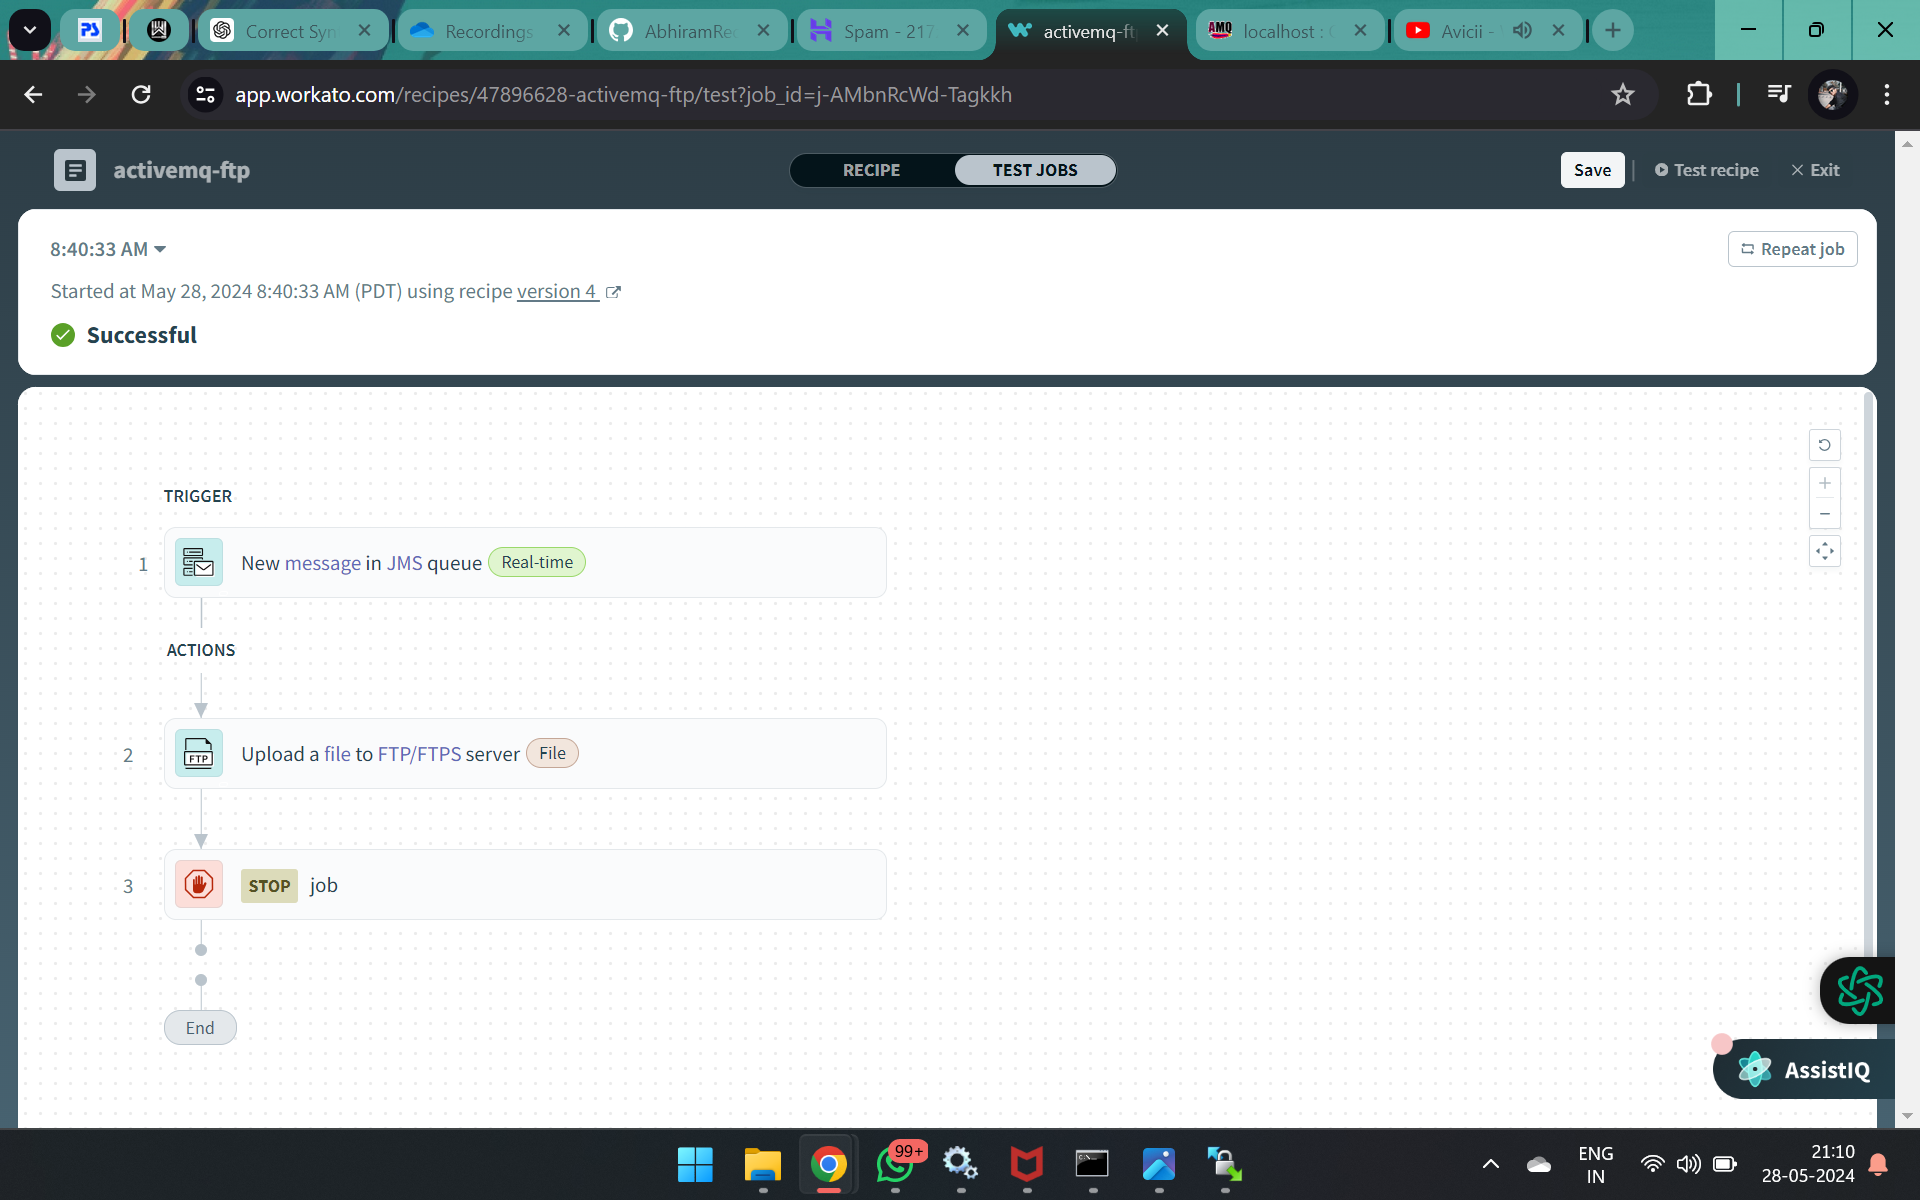 PS
Correct Syn
Recordings
AbhiramRe
Spam - 217
activemq-ft
AMQ
localhost :
Avicii -
app.workato.com/recipes/47896628-activemq-ftp/test?job_id=j-AMbnRcWd-Tagkkh
activemq-ftp
RECIPE
TEST JOBS
Save
Test recipe
Exit
8:40:33 AM
Repeat job
Started at May 28, 2024 8:40:33 AM (PDT) using recipe version 4
Successful
TRIGGER
1
New message in JMS queue
Real-time
ACTIONS
2
FTP
Upload a file to FTP/FTPS server
File
3
STOP job
End
AssistIQ
99+
ENG
IN
21:10
28-05-2024